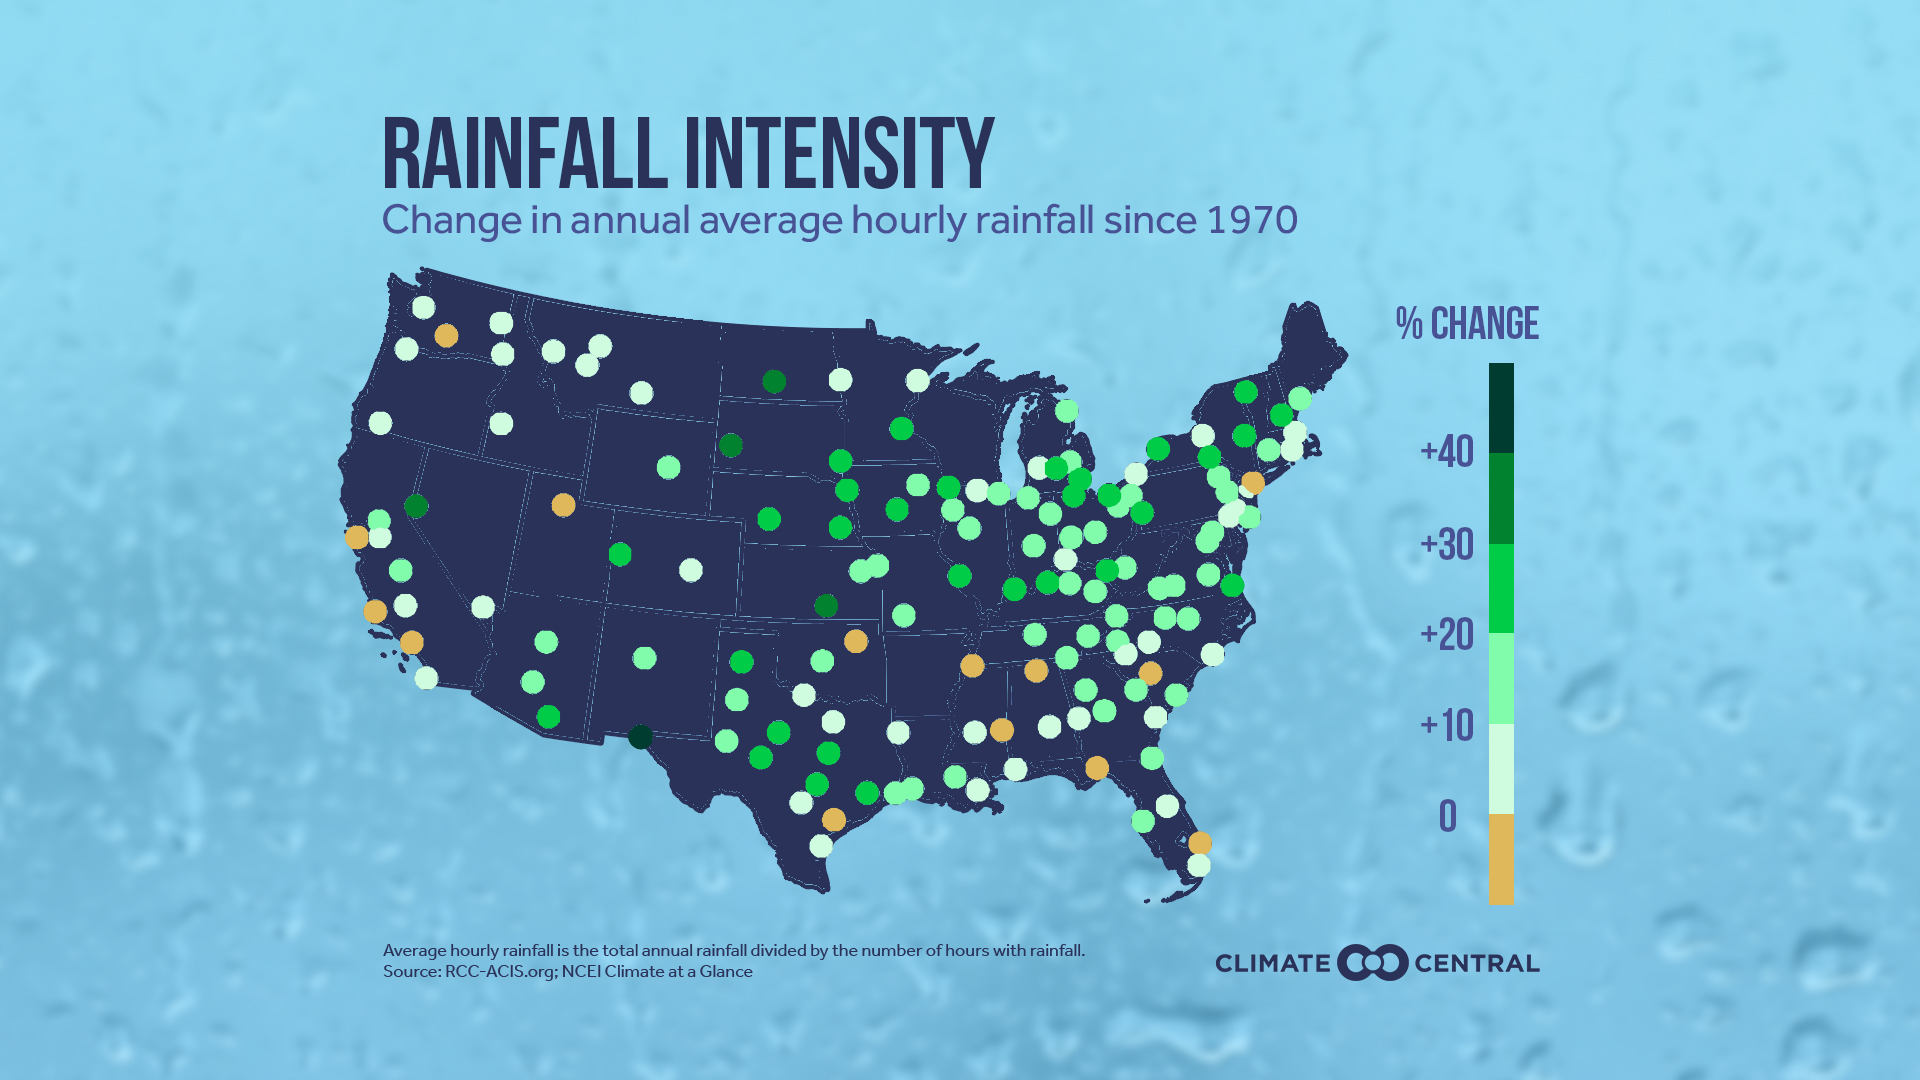 RAINFALL INTENSITY
Change in annual average hourly rainfall since 1970
% CHANGE
+40
+30
+20
+10
0
Average hourly rainfall is the total annual rainfall divided by the number of hours with rainfall.
Source: RCC-ACIS.org; NCEI Climate at a Glance
CLIMATE CENTRAL